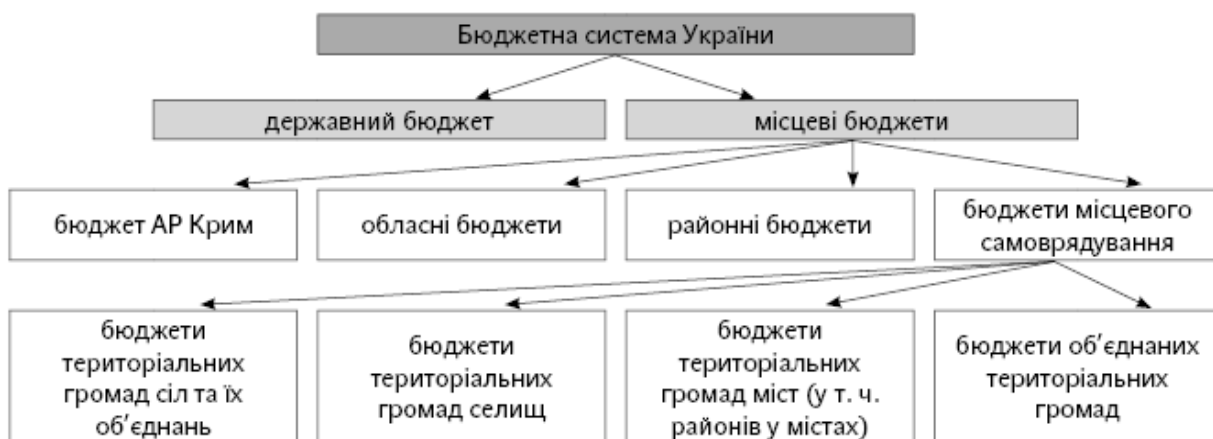 Бюджетна система України
державний бюджет
місцеві бюджети
бюджет АР Крим
обласні бюджети
районні бюджети
бюджети місцевого
самоврядування
бюджети
територіальних
громад сіл та їх
об’єднань
бюджети
територіальних
громад селищ
бюджети
територіальних
громад міст (у т. ч.
районів у містах)
бюджети об’єднаних
територіальних
громад